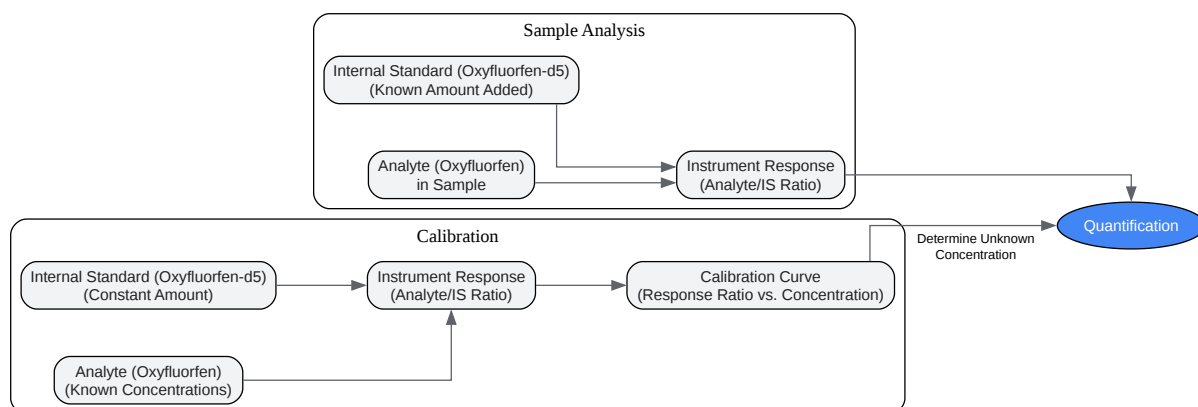 Sample Analysis
Internal Standard (Oxyfluorfen-d5)
(Known Amount Added)
Analyte (Oxyfluorfen)
in Sample
Instrument Response
(Analyte/IS Ratio)
Quantification
Calibration
Determine Unknown
Concentration
Internal Standard (Oxyfluorfen-d5)
(Constant Amount)
Instrument Response
(Analyte/IS Ratio)
Calibration Curve
(Response Ratio vs. Concentration)
Analyte (Oxyfluorfen)
(Known Concentrations)